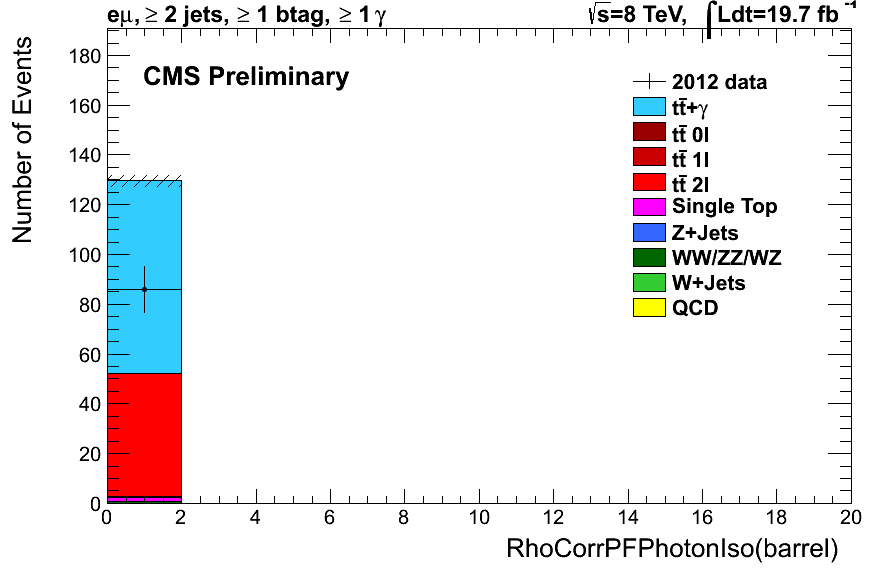 eμ, ≥ 2 jets, ≥ 1 btag, ≥ 1 γ
√s=8 TeV, ∫Ldt=19.7 fb⁻¹
CMS Preliminary
2012 data
tt̄+γ
tt̄ 0l
tt̄ 1l
tt̄ 2l
Single Top
Z+Jets
WW/ZZ/WZ
W+Jets
QCD
Number of Events
180
160
140
120
100
80
60
40
20
0
0 2 4 6 8 10 12 14 16 18 20
RhoCorrPFPhotonIso(barrel)